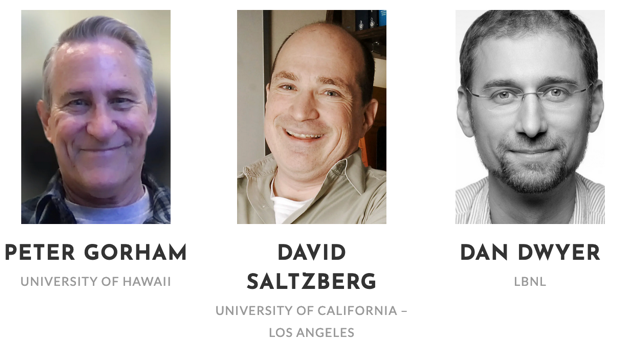 PETER GORHAM
UNIVERSITY OF HAWAII
DAVID
SALTZBERG
UNIVERSITY OF CALIFORNIA –
LOS ANGELES
DAN DWYER
LBNL